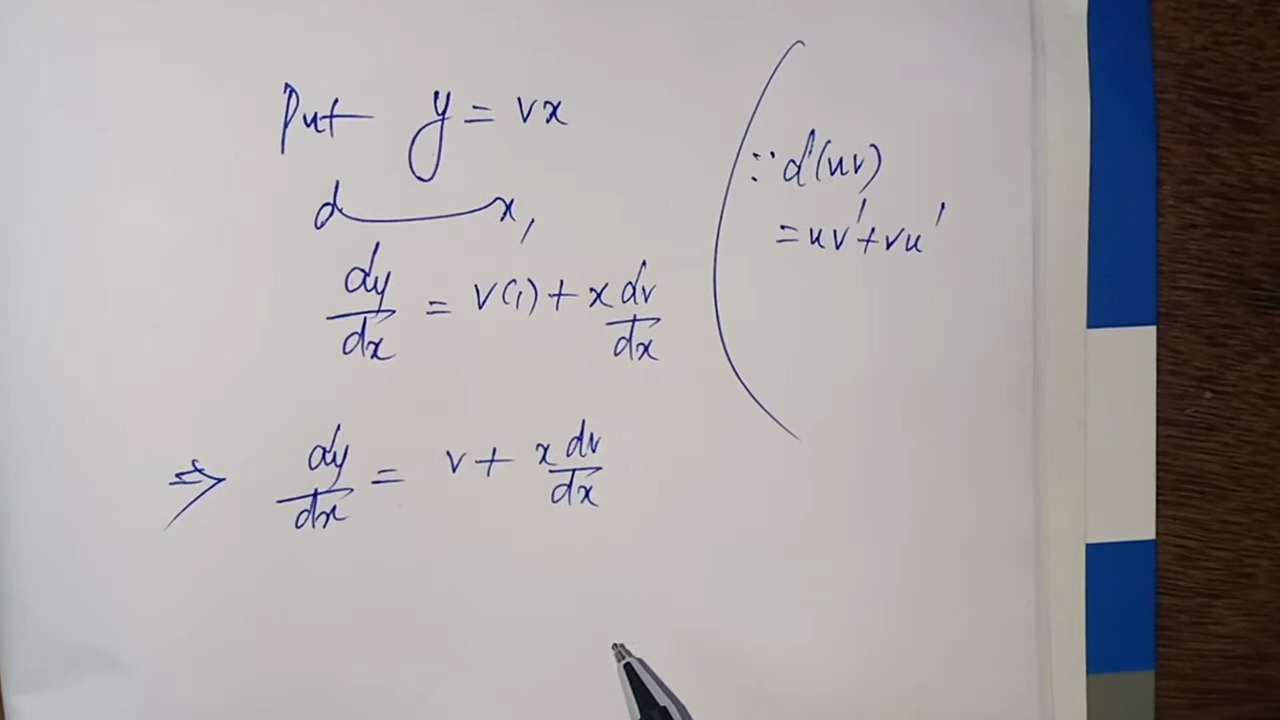 Put y = vx
d x,
dy/dx = v(1) + x dv/dx
⇒ dy/dx = v + x dv/dx
∵ d(uv)
= uv' + vu'